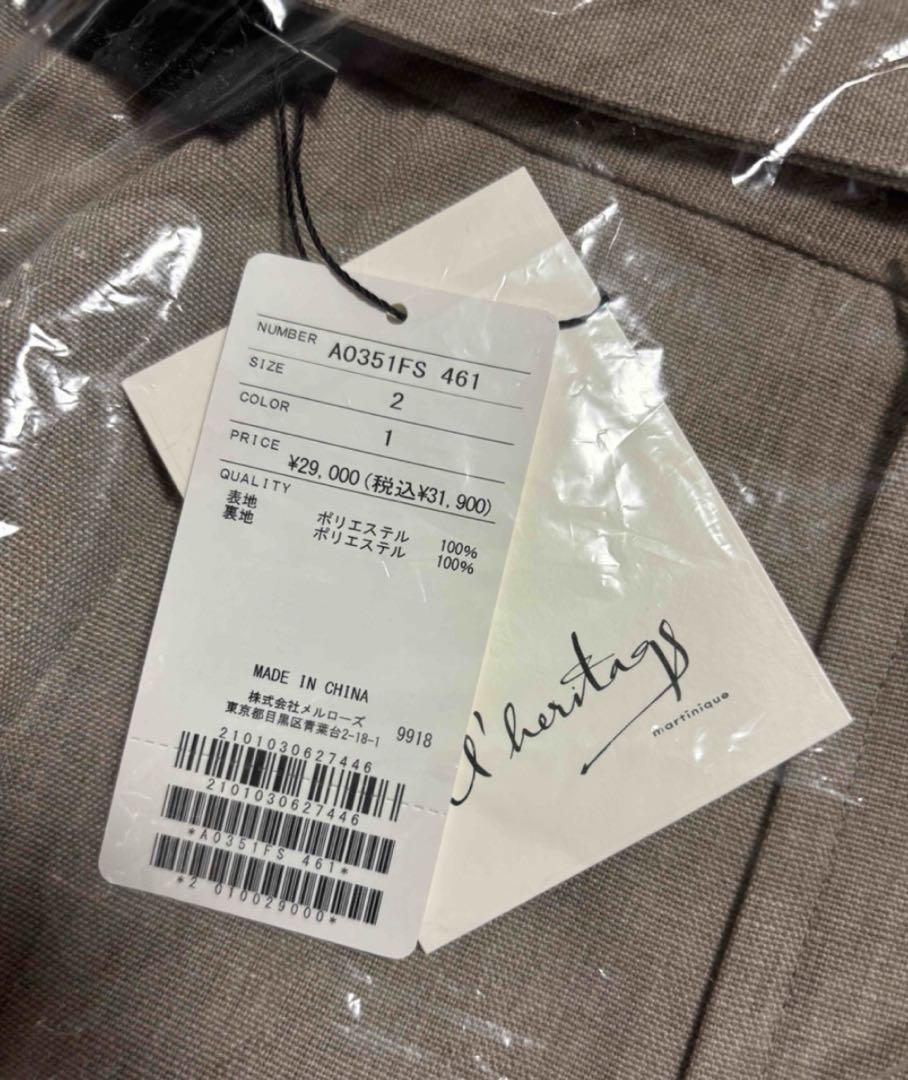 NUMBER A0351FS 461
SIZE 2
COLOR 1
PRICE ¥29,000(税込¥31,900)
QUALITY
表地 ポリエステル 100%
裏地 ポリエステル 100%
MADE IN CHINA
株式会社メルローズ
東京都目黒区青葉台2-18-1 9918
2101030627446
2101030627446
*A0351FS 461*
*2 010029000*
l'heritage
martinique